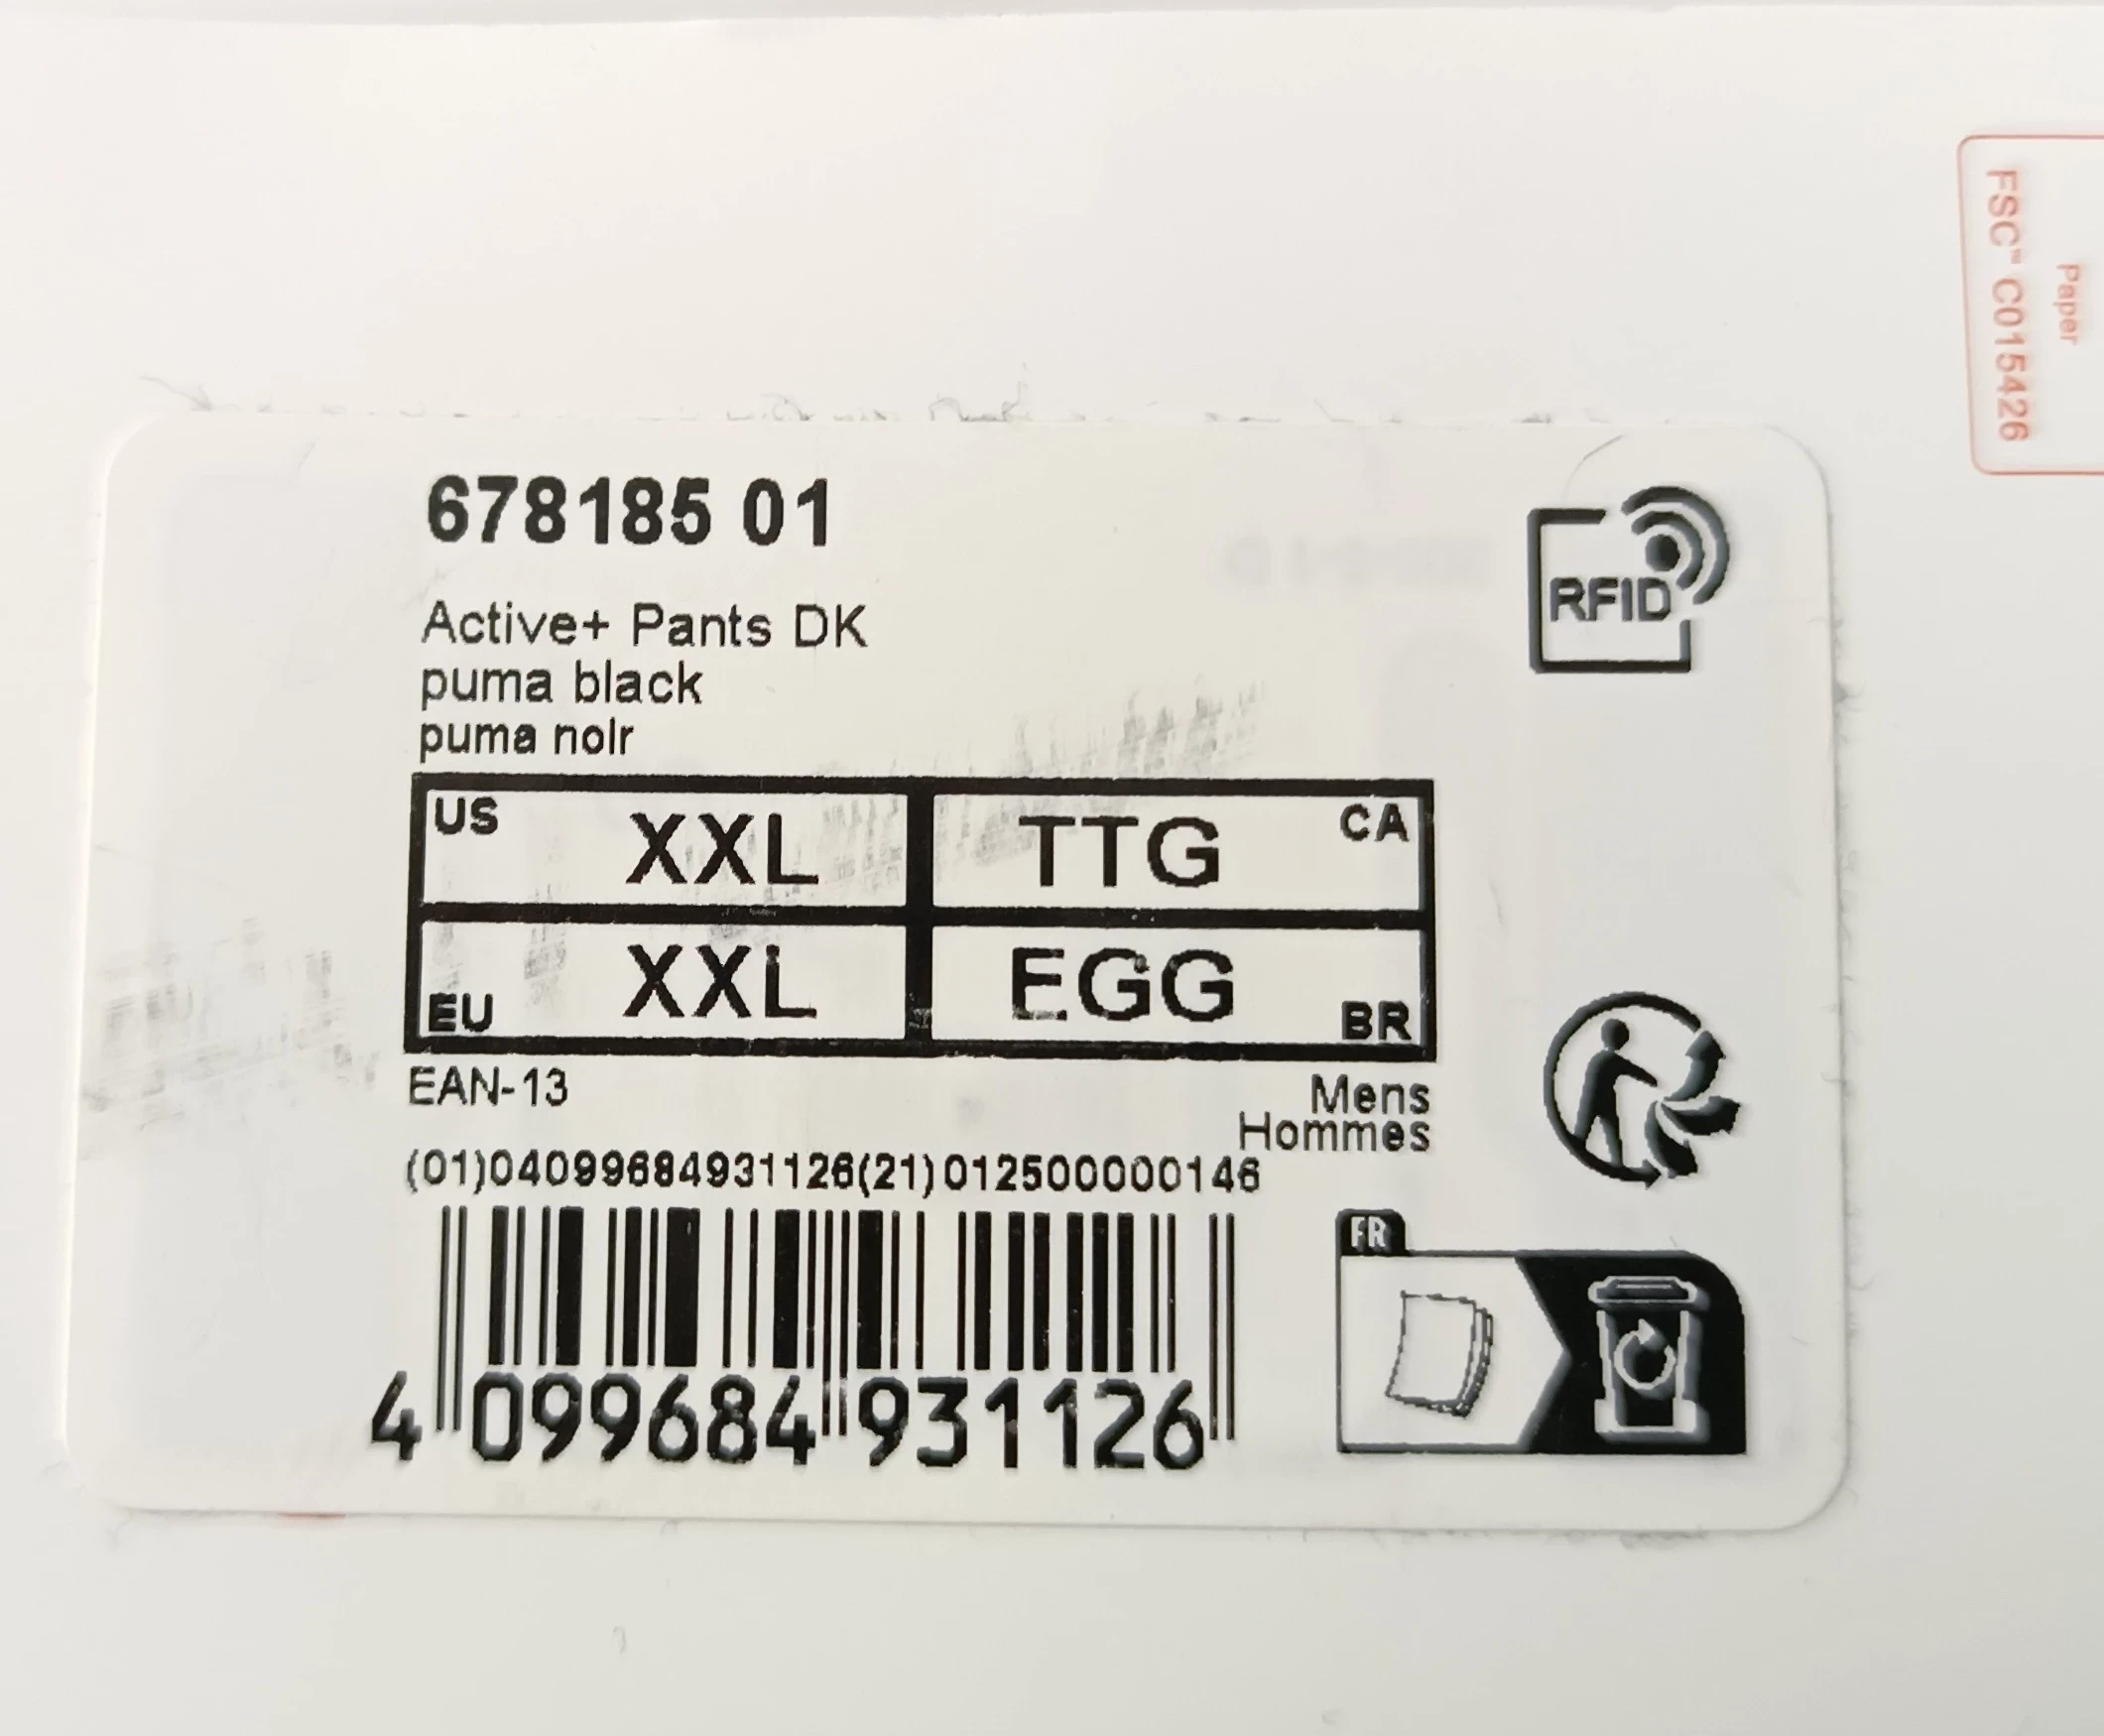 Paper
FSC™ C015426
678185 01
RFID
Active+ Pants DK
puma black
puma noir
US XXL TTG CA
EU XXL EGG BR
EAN-13
Mens
Hommes
(01)04099684931126(21)012500000146
FR
4 099684 931126